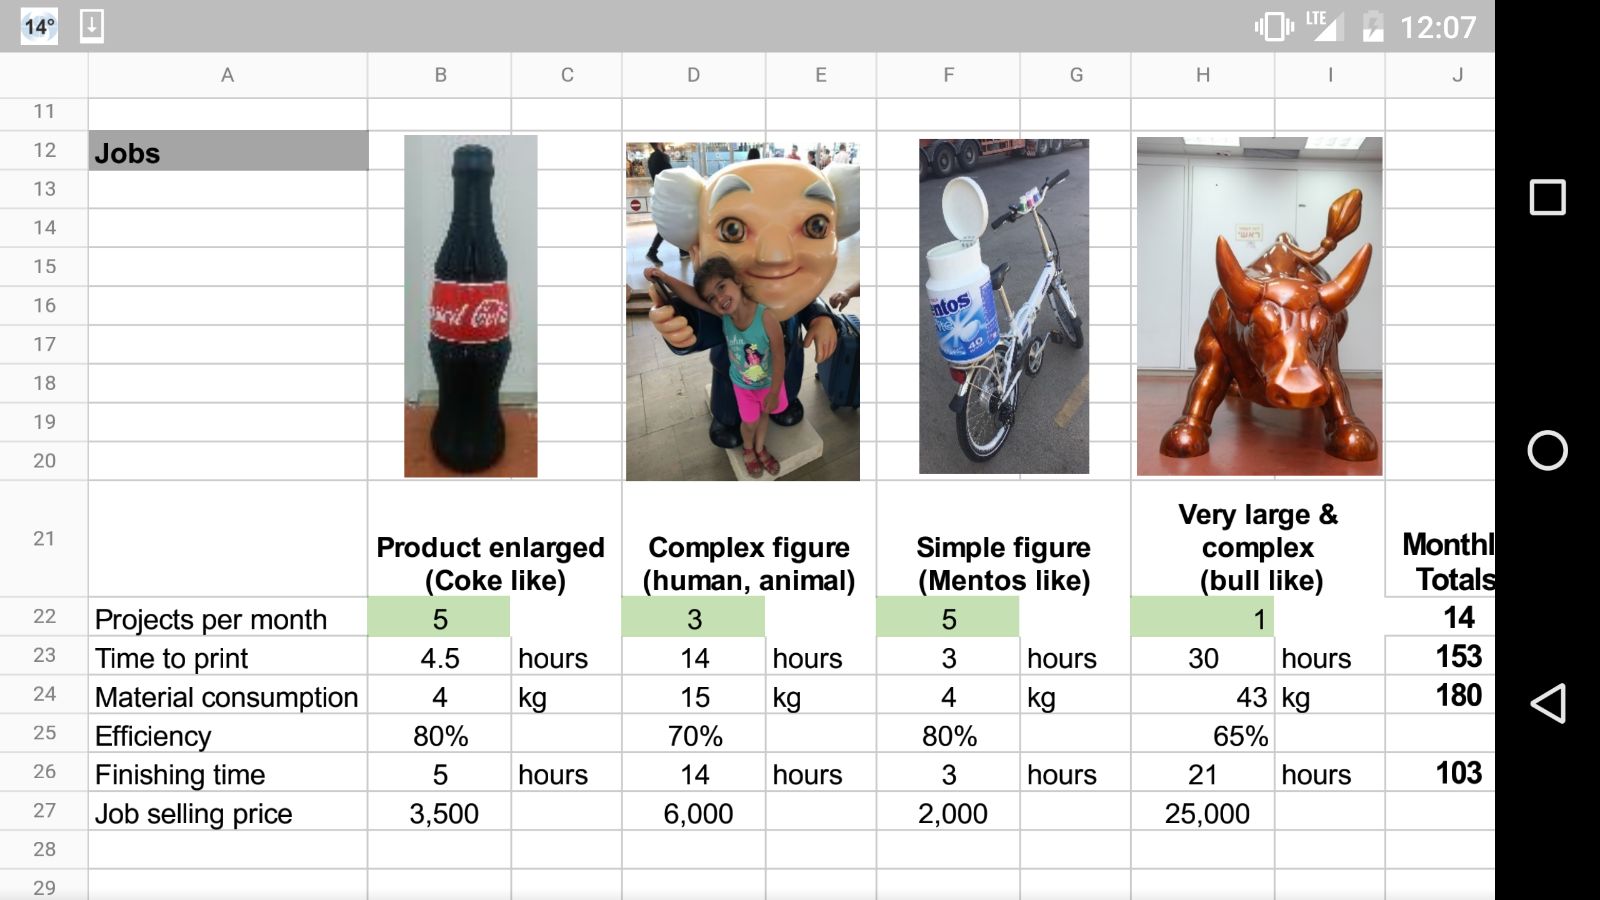 14°
LTE
12:07
A B C D E F G H I J
11
12 Jobs
13
14
15
16
17
18
19
20
21 Product enlarged (Coke like) Complex figure (human, animal) Simple figure (Mentos like) Very large & complex (bull like) Monthl Totals
22 Projects per month 5 3 5 1 14
23 Time to print 4.5 hours 14 hours 3 hours 30 hours 153
24 Material consumption 4 kg 15 kg 4 kg 43 kg 180
25 Efficiency 80% 70% 80% 65%
26 Finishing time 5 hours 14 hours 3 hours 21 hours 103
27 Job selling price 3,500 6,000 2,000 25,000
28
29
entos
40
ראשי